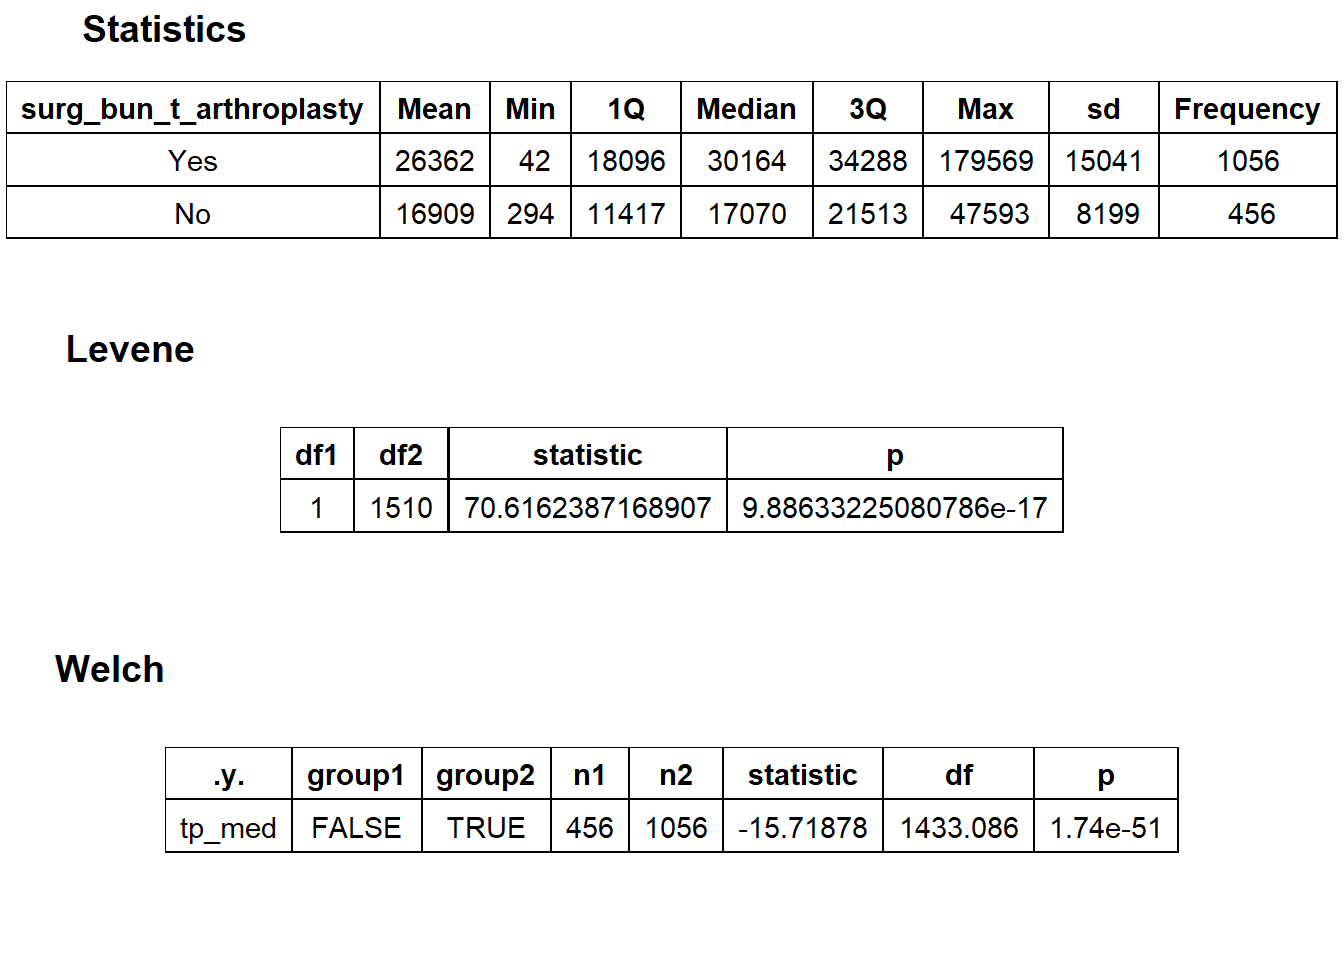 Statistics
surg_bun_t_arthroplasty Mean Min 1Q Median 3Q Max sd Frequency
Yes 26362 42 18096 30164 34288 179569 15041 1056
No 16909 294 11417 17070 21513 47593 8199 456
Levene
df1 df2 statistic p
1 1510 70.6162387168907 9.88633225080786e-17
Welch
.y. group1 group2 n1 n2 statistic df p
tp_med FALSE TRUE 456 1056 -15.71878 1433.086 1.74e-51